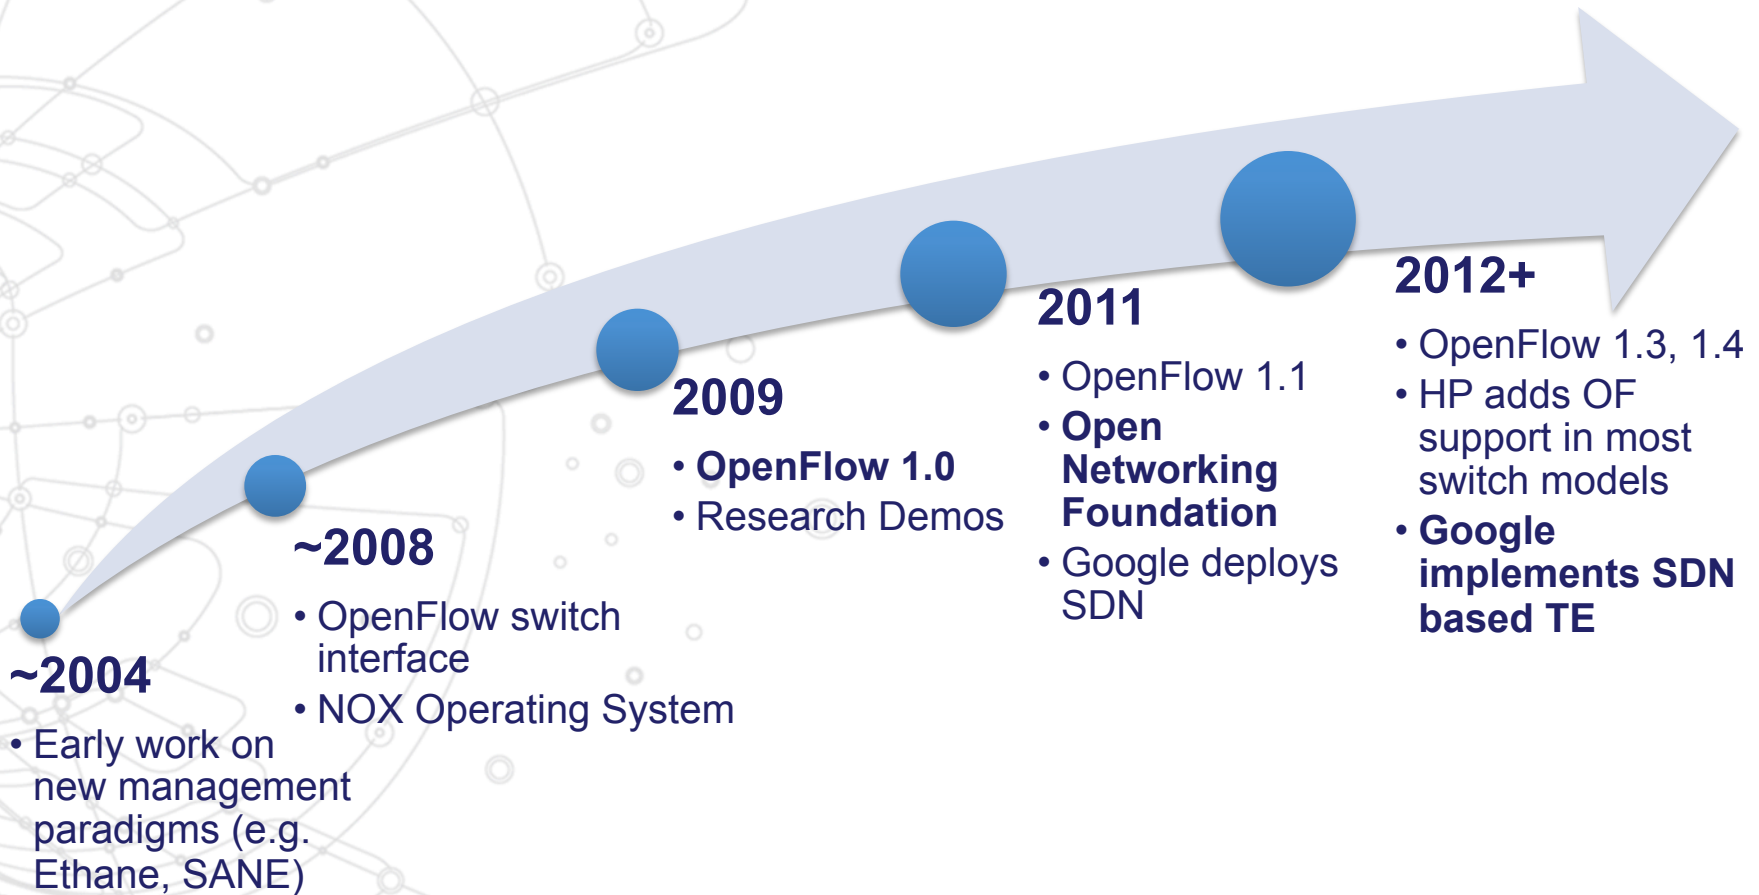 ~2004
• Early work on
new management
paradigms (e.g.
Ethane, SANE)
~2008
• OpenFlow switch
interface
• NOX Operating System
2009
• OpenFlow 1.0
• Research Demos
2011
• OpenFlow 1.1
• Open
Networking
Foundation
• Google deploys
SDN
2012+
• OpenFlow 1.3, 1.4
• HP adds OF
support in most
switch models
• Google
implements SDN
based TE